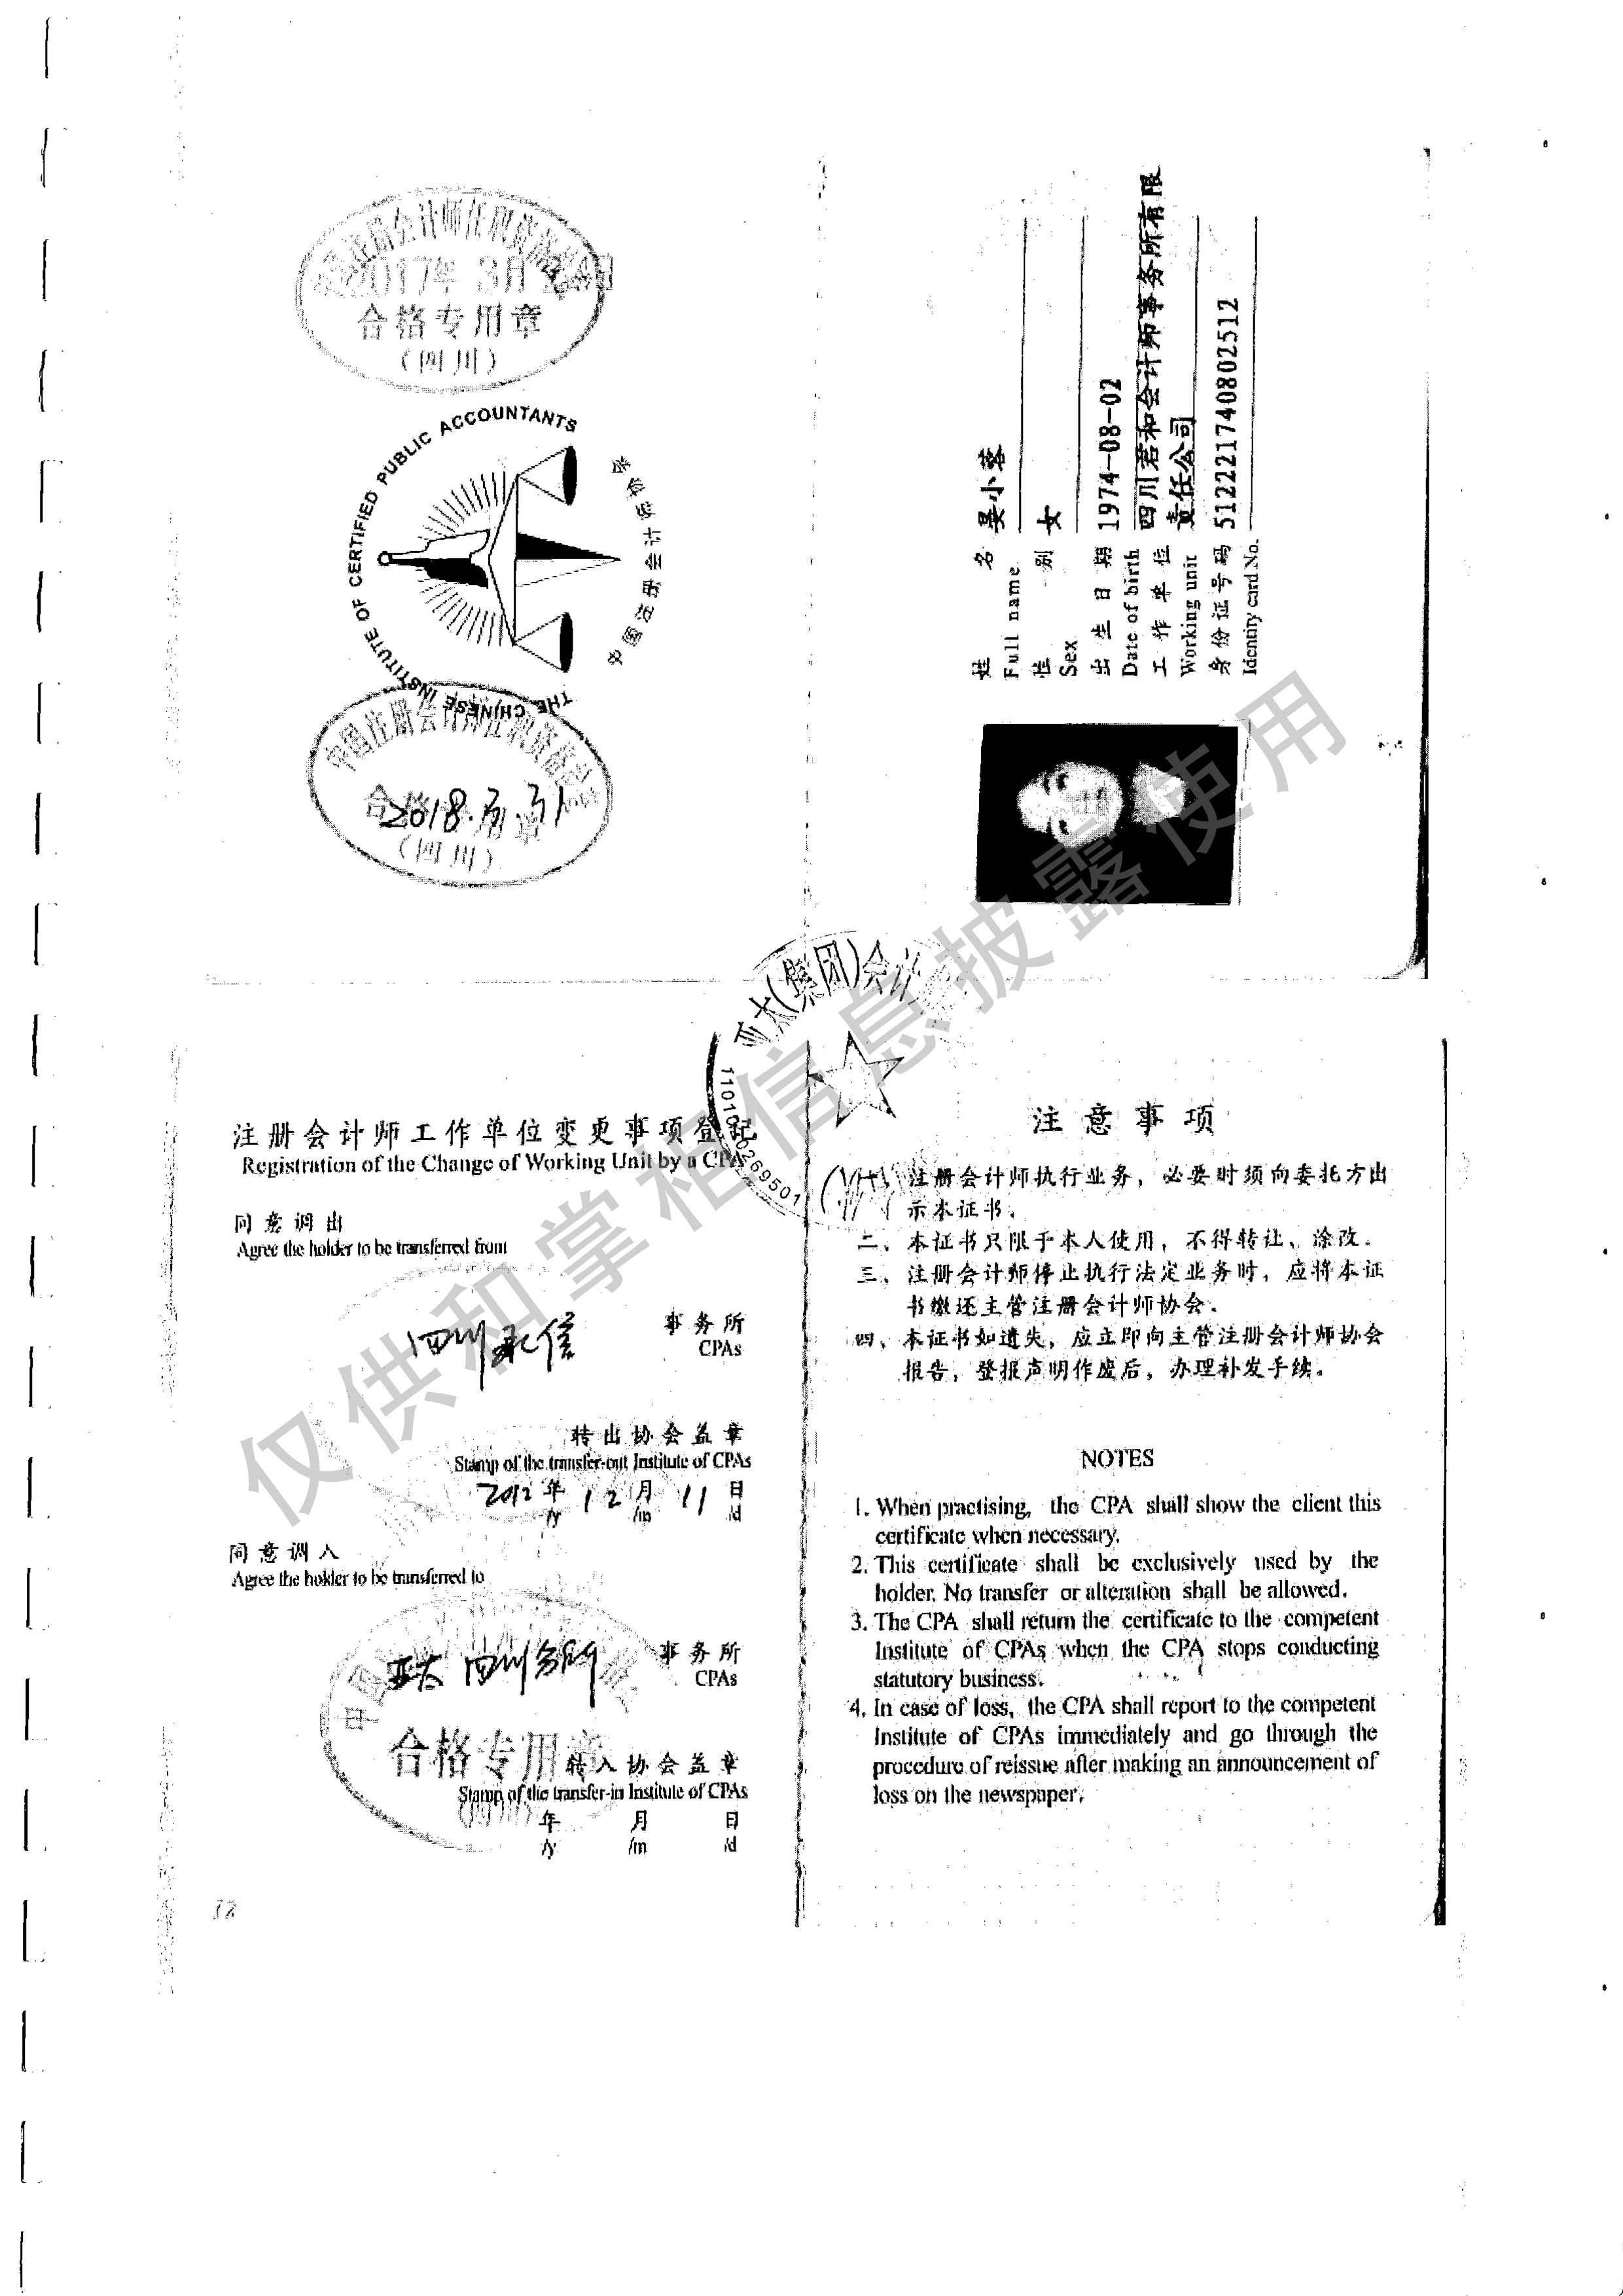 2017年 3月
合格专用章
(四川)
THE CHINESE INSTITUTE OF CERTIFIED PUBLIC ACCOUNTANTS
中国注册会计师协会
中国注册会计师任职资格
2018.3.31
(四川)
姓 名 晏小蓉
Full name
性 别 女
Sex
出生日期 1974-08-02
Date of birth
工作单位 四川君和会计师事务所有限
责任公司
Working unit
身份证号码 512221740802512
Identity card No.
亚太(集团)会计
注册会计师工作单位变更事项登记
Registration of the Change of Working Unit by a CPA
同意调出
Agree the holder to be transferred from
四川承信 事务所
CPAs
转出协会盖章
Stamp of the transfer-out Institute of CPAs
2012年 12月 11日
/y /m /d
同意调入
Agree the holder to be transferred to
亚太四川分所 事务所
CPAs
合格专用章
转入协会盖章
Stamp of the transfer-in Institute of CPAs
年 月 日
/y /m /d
注意事项
一、注册会计师执行业务，必要时须向委托方出
示本证书。
二、本证书只限于本人使用，不得转让、涂改。
三、注册会计师停止执行法定业务时，应将本证
书缴还主管注册会计师协会。
四、本证书如遗失，应立即向主管注册会计师协会
报告，登报声明作废后，办理补发手续。
NOTES
1. When practising, the CPA shall show the client this
certificate when necessary.
2. This certificate shall be exclusively used by the
holder. No transfer or alteration shall be allowed.
3. The CPA shall return the certificate to the competent
Institute of CPAs when the CPA stops conducting
statutory business.
4. In case of loss, the CPA shall report to the competent
Institute of CPAs immediately and go through the
procedure of reissue after making an announcement of
loss on the newspaper.
仅供和掌柜信息披露使用